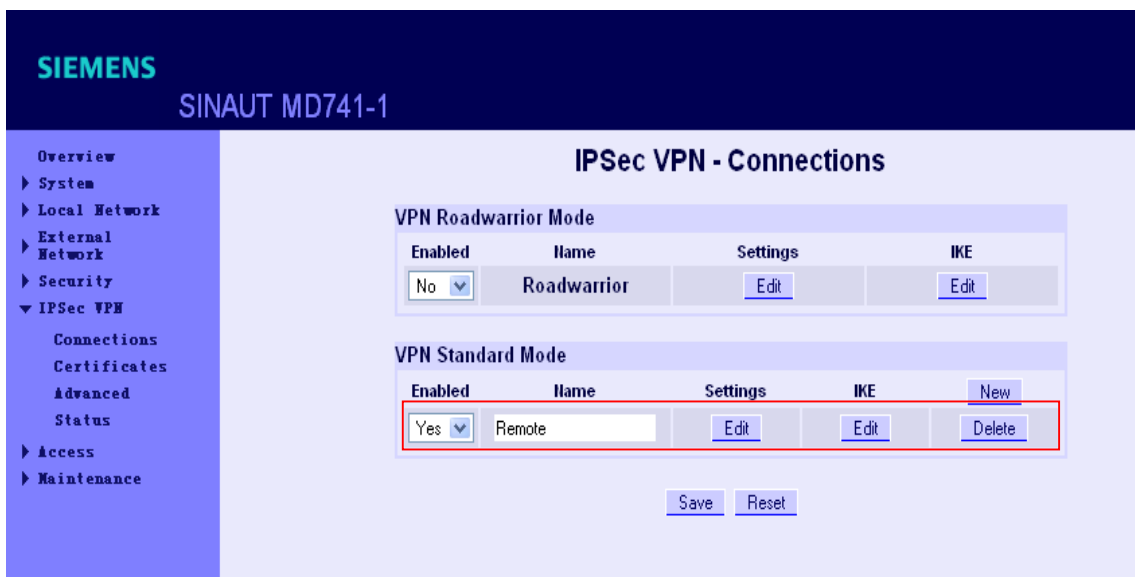 SIEMENS
SINAUT MD741-1
Overview
System
Local Network
External
Network
Security
IPSec VPN
Connections
Certificates
Advanced
Status
Access
Maintenance
IPSec VPN - Connections
VPN Roadwarrior Mode
Enabled Name Settings IKE
No Roadwarrior Edit Edit
VPN Standard Mode
Enabled Name Settings IKE New
Yes Remote Edit Edit Delete
Save Reset